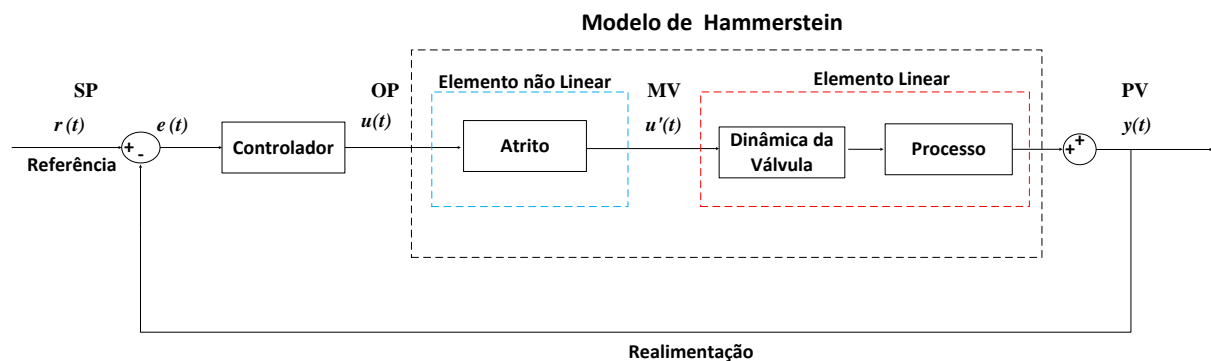 Modelo de Hammerstein
Elemento não Linear
Elemento Linear
SP
OP
MV
PV
r (t)
e (t)
u(t)
u'(t)
y(t)
Referência
+
-
Controlador
Atrito
Dinâmica da
Válvula
Processo
+
+
Realimentação